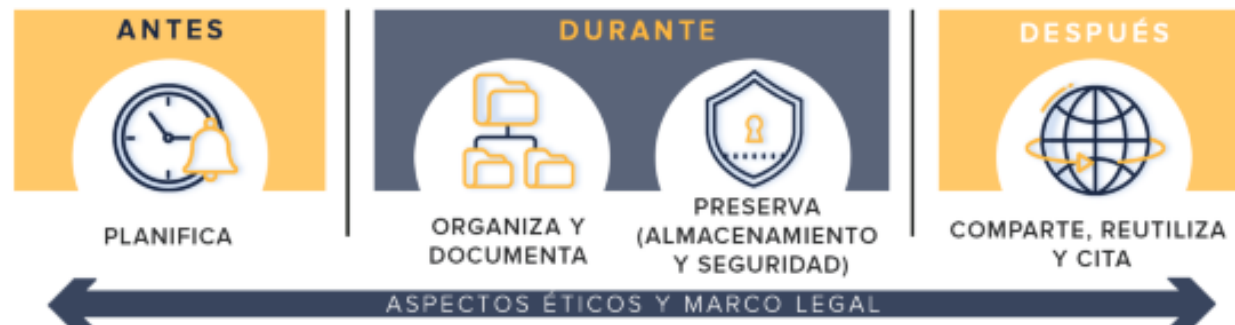 ANTES
PLANIFICA
DURANTE
ORGANIZA Y
DOCUMENTA
PRESERVA
(ALMACENAMIENTO
Y SEGURIDAD)
DESPUÉS
COMPARTE, REUTILIZA
Y CITA
ASPECTOS ÉTICOS Y MARCO LEGAL